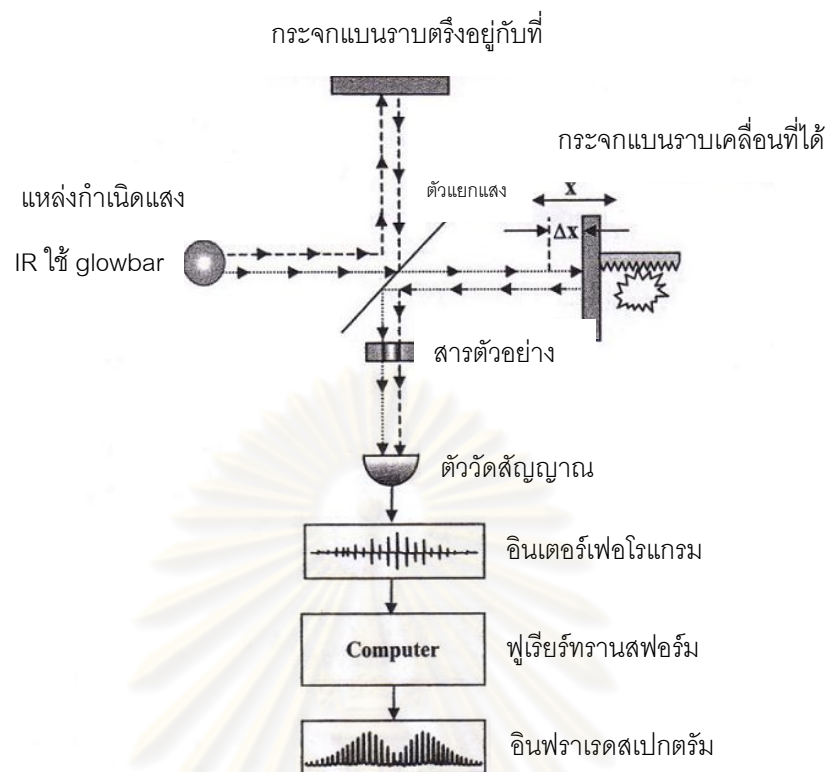 กระจกแบนราบตรึงอยู่กับที่
กระจกแบนราบเคลื่อนที่ได้
ตัวแยกแสง
x
แหล่งกำเนิดแสง
Δx
IR ใช้ glowbar
สารตัวอย่าง
ตัววัดสัญญาณ
อินเตอร์เฟอโรแกรม
Computer
ฟูเรียร์ทรานสฟอร์ม
อินฟราเรดสเปกตรัม